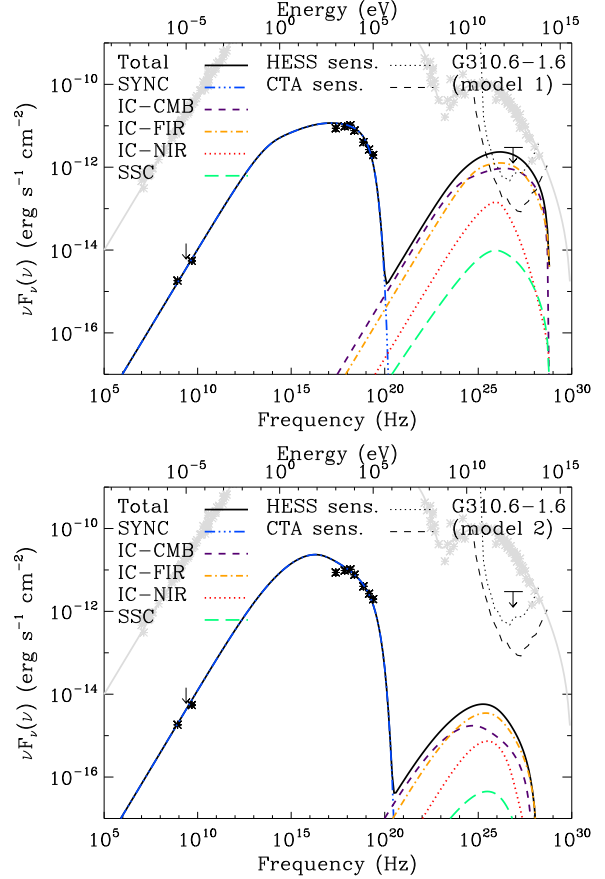 Energy (eV)
10^-5 10^0 10^5 10^10 10^15
Total HESS sens. G310.6-1.6
SYNC CTA sens. (model 1)
IC-CMB
IC-FIR
IC-NIR
SSC
νFν(ν) (erg s^-1 cm^-2)
10^-10
10^-12
10^-14
10^-16
10^5 10^10 10^15 10^20 10^25 10^30
Frequency (Hz)
Energy (eV)
10^-5 10^0 10^5 10^10 10^15
Total HESS sens. G310.6-1.6
SYNC CTA sens. (model 2)
IC-CMB
IC-FIR
IC-NIR
SSC
νFν(ν) (erg s^-1 cm^-2)
10^-10
10^-12
10^-14
10^-16
10^5 10^10 10^15 10^20 10^25 10^30
Frequency (Hz)